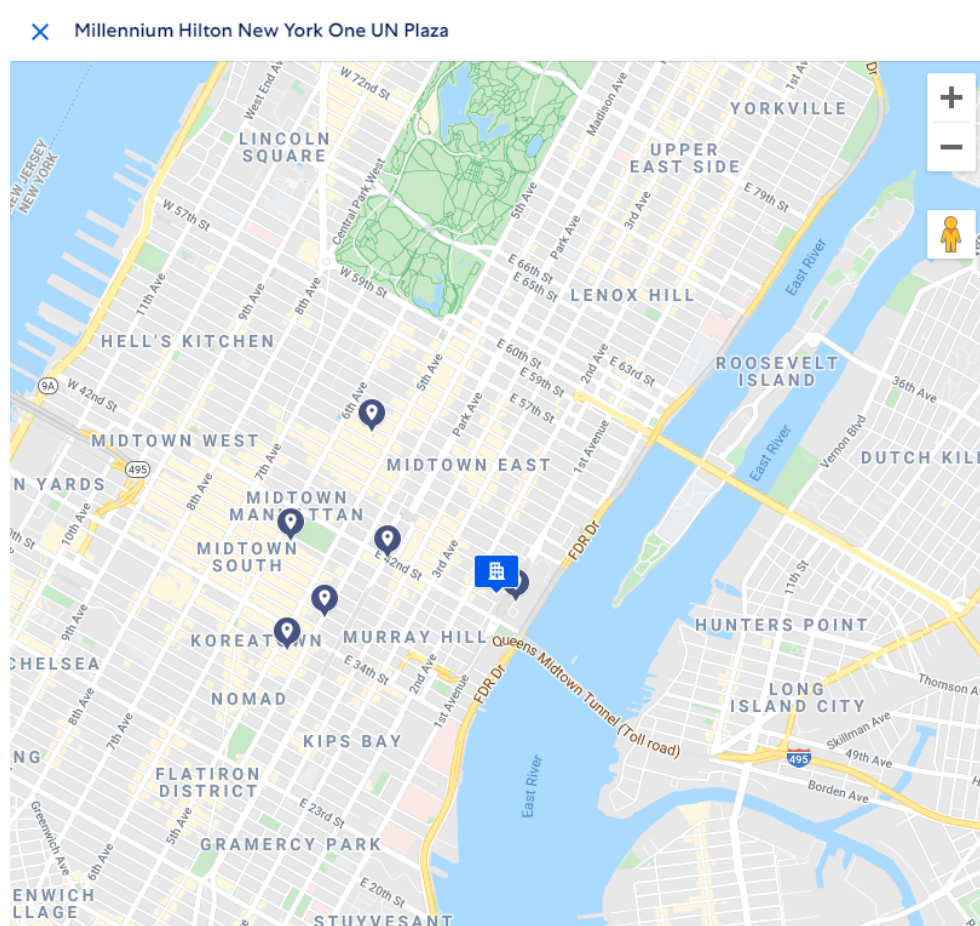 Millennium Hilton New York One UN Plaza
NEW JERSEY
NEW YORK
West End Ave
W 72nd St
LINCOLN
SQUARE
Madison Ave
1st Ave
Dr
YORKVILLE
UPPER
EAST SIDE
E 79th St
Central Park West
5th Ave
3rd Ave
Park Ave
W 57th St
East River
11th Ave
9th Ave
8th Ave
W 59th St
E 66th St
E 65th St
LENOX HILL
HELL'S KITCHEN
E 60th St
E 59th St
E 63rd St
2nd Ave
ROOSEVELT
ISLAND
36th Ave
9A
W 42nd St
6th Ave
5th Ave
Park Ave
E 57th St
1st Avenue
MIDTOWN WEST
7th Ave
MIDTOWN EAST
East River
Vernon Blvd
DUTCH KILL
495
N YARDS
8th Ave
MIDTOWN
MANHATTAN
10th Ave
MIDTOWN
SOUTH
E 42nd St
3rd Ave
FDR Dr
11th St
9th Ave
KOREATOWN
MURRAY HILL
Queens Midtown Tunnel (Toll road)
HUNTERS POINT
CHELSEA
E 34th St
2nd Ave
1st Avenue
FDR Dr
NOMAD
LONG
ISLAND CITY
Thomson A
8th Ave
7th Ave
KIPS BAY
Skillman Ave
495
49th Ave
NG
FLATIRON
DISTRICT
East River
Borden Ave
5th Ave
E 23rd St
Greenwich Ave
6th Ave
GRAMERCY PARK
E 20th St
ENWICH
LLAGE
STUYVESANT